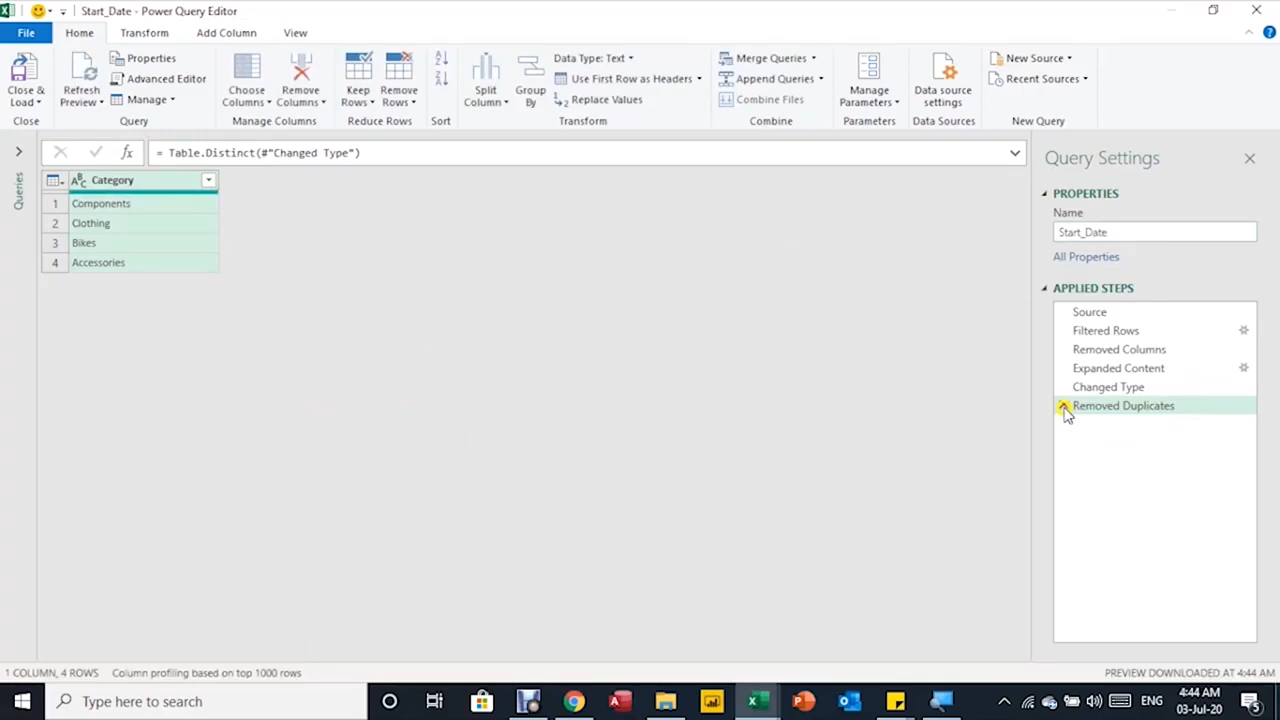 Start_Date - Power Query Editor
File
Home
Transform
Add Column
View
Close &
Load
Close
Refresh
Preview
Properties
Advanced Editor
Manage
Query
Choose
Columns
Remove
Columns
Manage Columns
Keep
Rows
Remove
Rows
Reduce Rows
Sort
Split
Column
Group
By
Data Type: Text
Use First Row as Headers
Replace Values
Transform
Merge Queries
Append Queries
Combine Files
Combine
Manage
Parameters
Parameters
Data source
settings
Data Sources
New Source
Recent Sources
New Query
= Table.Distinct(#"Changed Type")
Queries
Category
1 Components
2 Clothing
3 Bikes
4 Accessories
Query Settings
PROPERTIES
Name
Start_Date
All Properties
APPLIED STEPS
Source
Filtered Rows
Removed Columns
Expanded Content
Changed Type
Removed Duplicates
1 COLUMN, 4 ROWS
Column profiling based on top 1000 rows
PREVIEW DOWNLOADED AT 4:44 AM
Type here to search
ENG
4:44 AM
03-Jul-20
5